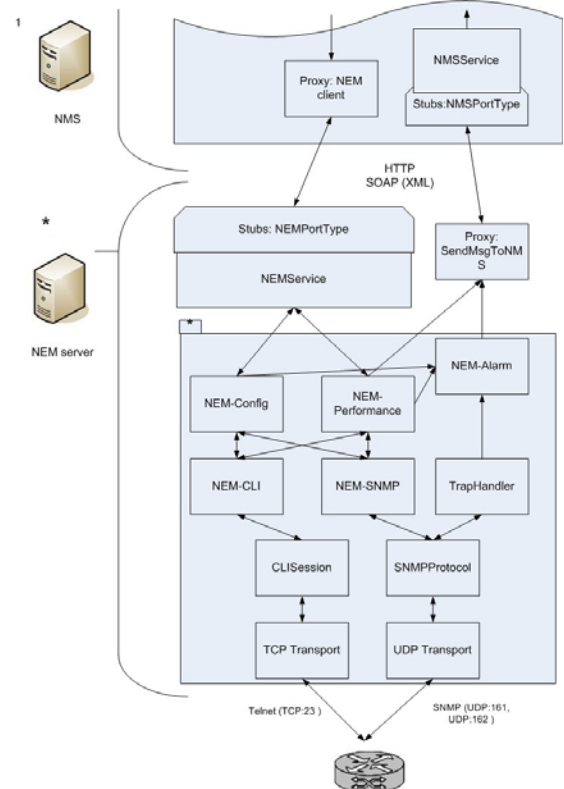 1
NMS
Proxy: NEM
client
NMSService
Stubs:NMSPortType
HTTP
SOAP (XML)
*
NEM server
Stubs: NEMPortType
NEMService
Proxy:
SendMsgToNM
S
*
NEM-Alarm
NEM-Config
NEM-
Performance
NEM-CLI
NEM-SNMP
TrapHandler
CLISession
SNMPProtocol
TCP Transport
UDP Transport
Telnet (TCP:23 )
SNMP (UDP:161,
UDP:162 )